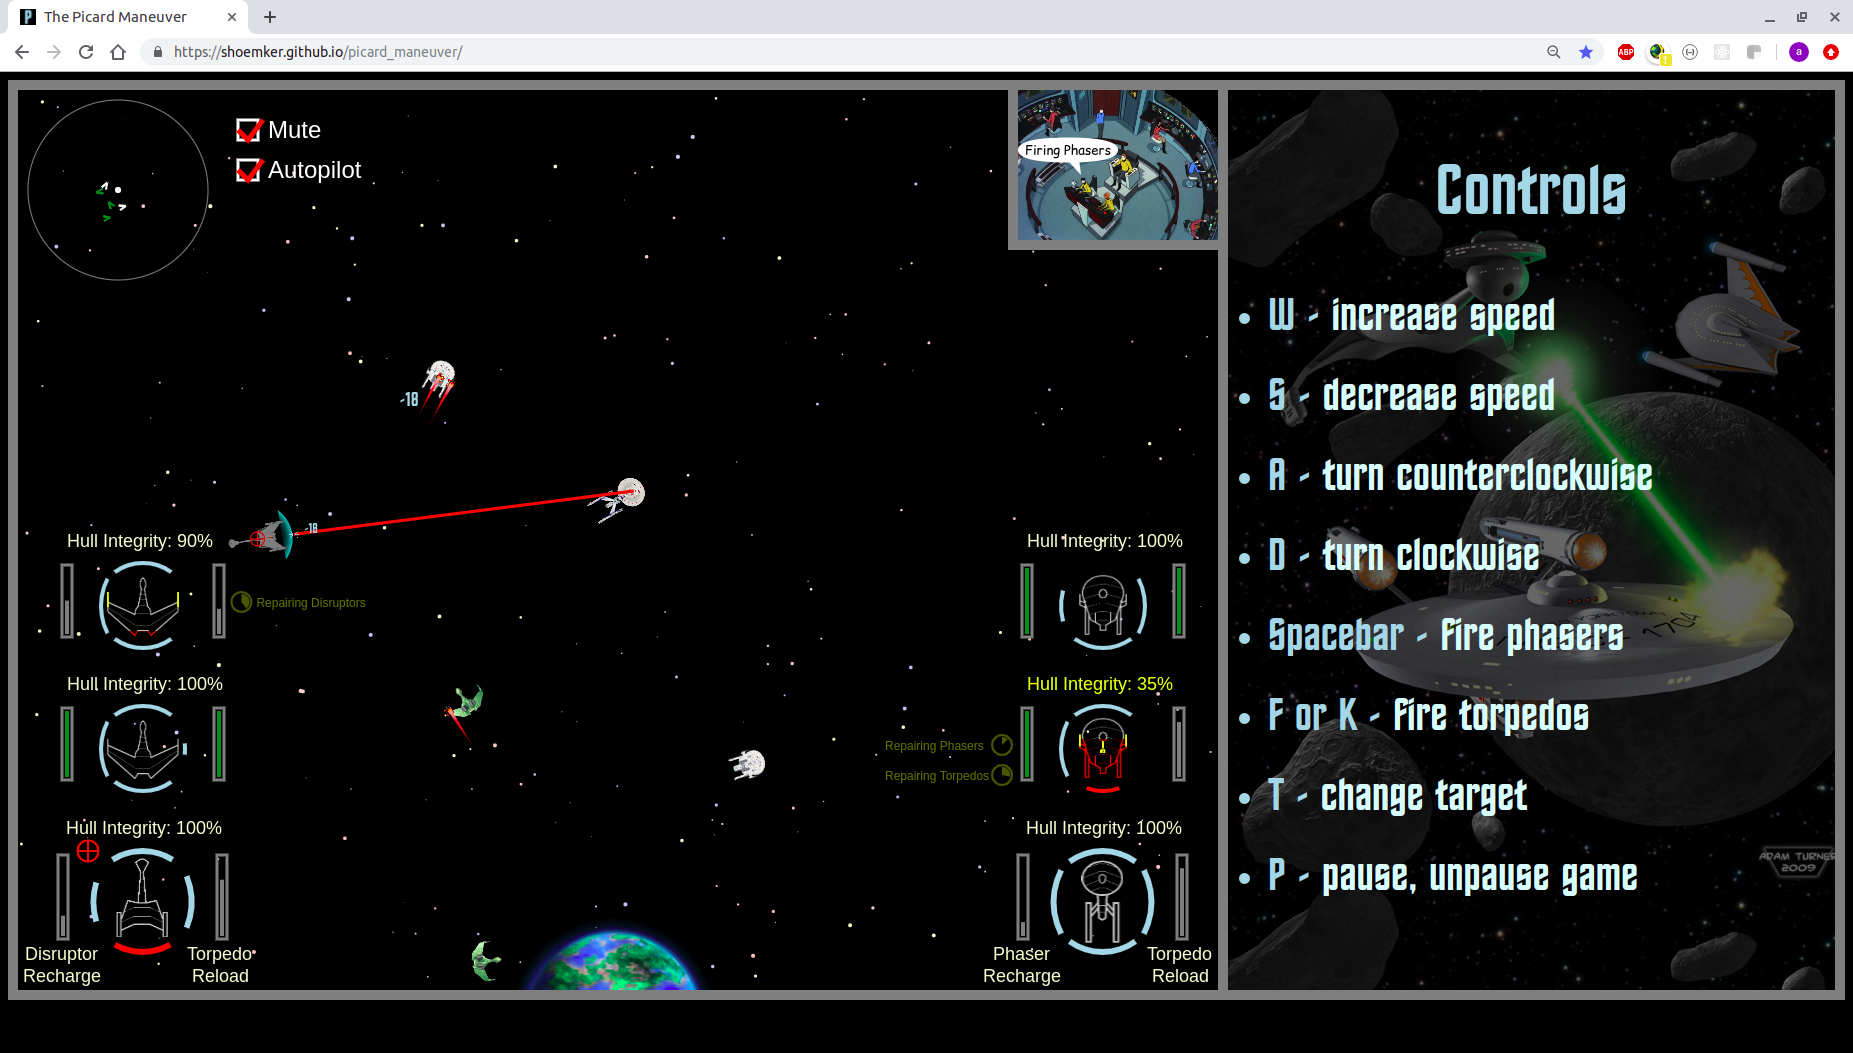 The Picard Maneuver
https://shoemker.github.io/picard_maneuver/
ABP
a
Mute
Autopilot
Firing Phasers
-18
-18
Hull Integrity: 90%
Repairing Disruptors
Hull Integrity: 100%
Hull Integrity: 100%
Disruptor
Recharge
Torpedo
Reload
Hull Integrity: 100%
Hull Integrity: 35%
Repairing Phasers
Repairing Torpedos
Hull Integrity: 100%
Phaser
Recharge
Torpedo
Reload
Controls
W - increase speed
S - decrease speed
A - turn counterclockwise
D - turn clockwise
Spacebar - fire phasers
F or K - fire torpedos
T - change target
P - pause, unpause game
ADAM TURNER
2009